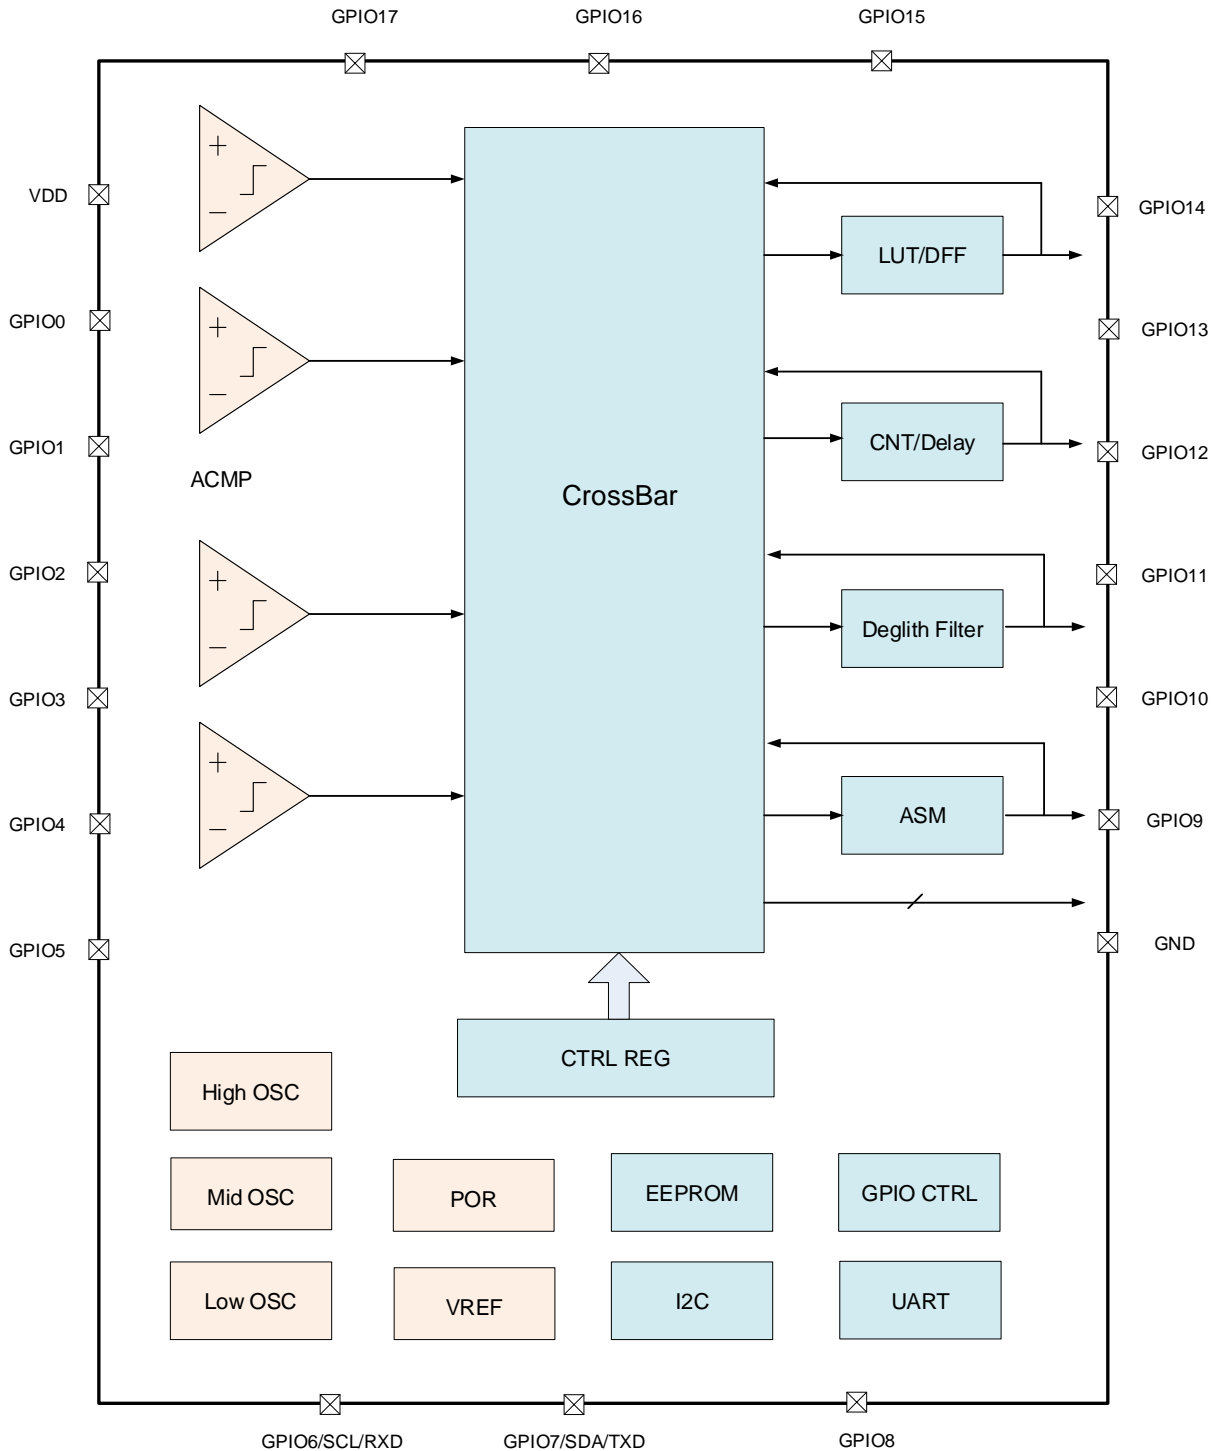 GPIO17
GPIO16
GPIO15
VDD
GPIO14
LUT/DFF
GPIO0
GPIO13
GPIO1
CNT/Delay
GPIO12
ACMP
CrossBar
GPIO2
GPIO11
Deglith Filter
GPIO3
GPIO10
GPIO4
ASM
GPIO9
GPIO5
GND
CTRL REG
High OSC
Mid OSC
POR
EEPROM
GPIO CTRL
Low OSC
VREF
I2C
UART
GPIO6/SCL/RXD
GPIO7/SDA/TXD
GPIO8